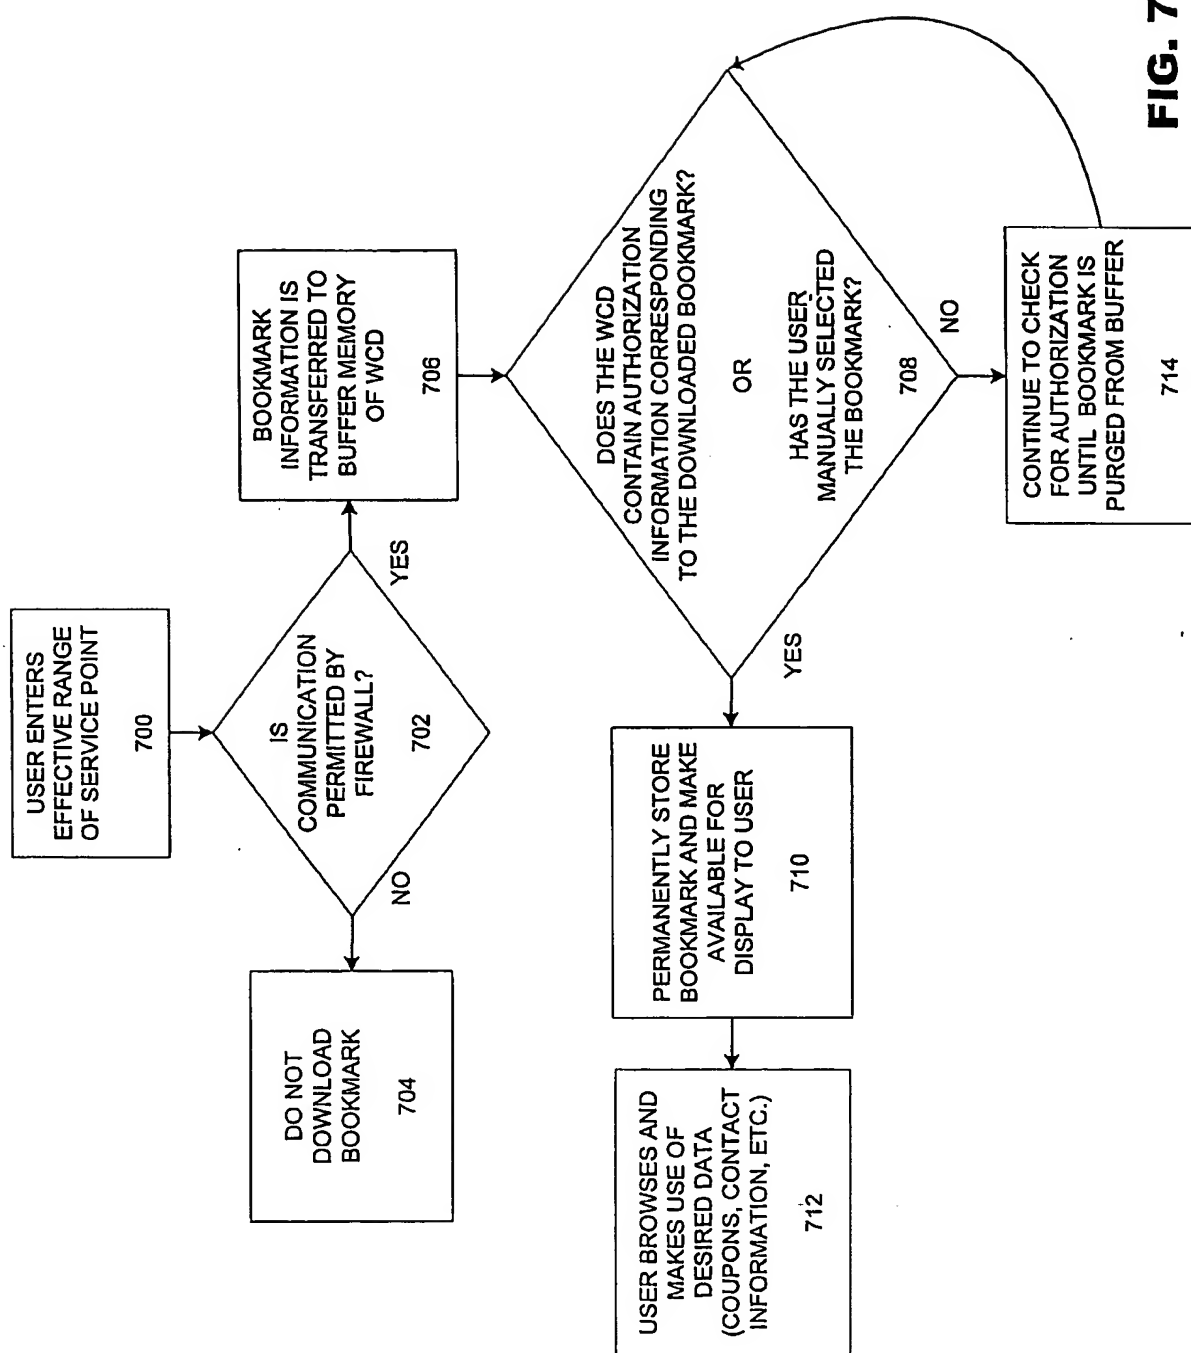 USER ENTERS
EFFECTIVE RANGE
OF SERVICE POINT
700
IS
COMMUNICATION
PERMITTED BY
FIREWALL?
702
NO
YES
DO NOT
DOWNLOAD
BOOKMARK
704
BOOKMARK
INFORMATION IS
TRANSFERRED TO
BUFFER MEMORY
OF WCD
706
DOES THE WCD
CONTAIN AUTHORIZATION
INFORMATION CORRESPONDING
TO THE DOWNLOADED BOOKMARK?
OR
HAS THE USER
MANUALLY SELECTED
THE BOOKMARK?
708
YES
NO
PERMANENTLY STORE
BOOKMARK AND MAKE
AVAILABLE FOR
DISPLAY TO USER
710
USER BROWSES AND
MAKES USE OF
DESIRED DATA
(COUPONS, CONTACT
INFORMATION, ETC.)
712
CONTINUE TO CHECK
FOR AUTHORIZATION
UNTIL BOOKMARK IS
PURGED FROM BUFFER
714
FIG. 7